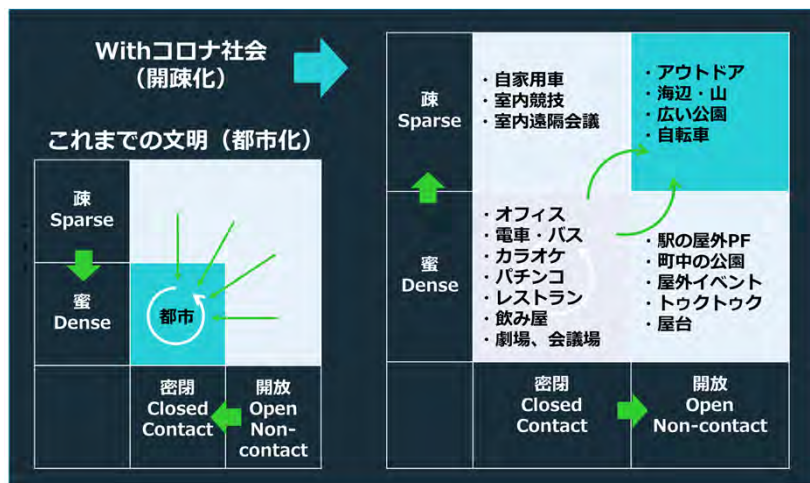 Withコロナ社会
（開疎化）
これまでの文明（都市化）
疎
Sparse
蜜
Dense
都市
密閉
Closed
Contact
開放
Open
Non-
contact
疎
Sparse
・自家用車
・室内競技
・室内遠隔会議
・アウトドア
・海辺・山
・広い公園
・自転車
蜜
Dense
・オフィス
・電車・バス
・カラオケ
・パチンコ
・レストラン
・飲み屋
・劇場、会議場
・駅の屋外PF
・町中の公園
・屋外イベント
・トゥクトゥク
・屋台
密閉
Closed
Contact
開放
Open
Non-contact